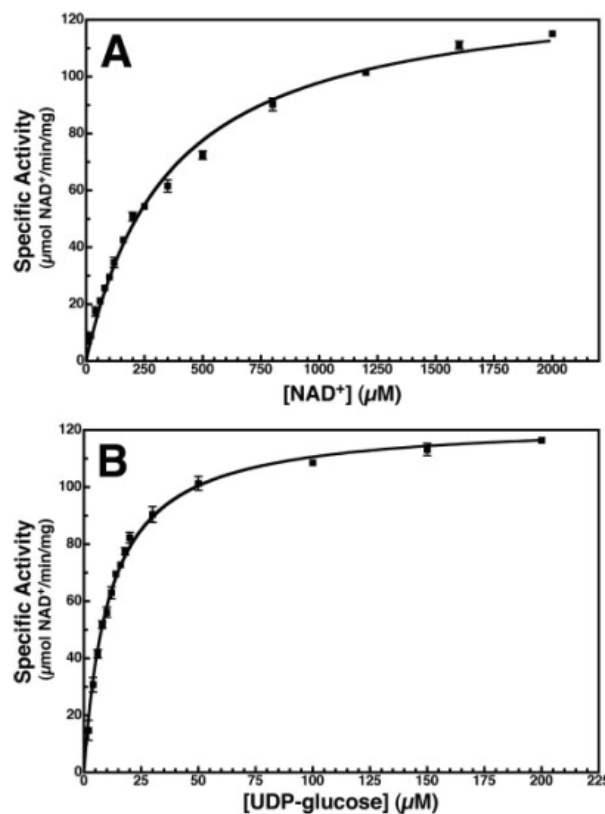 A
120
100
80
60
40
20
0
Specific Activity
(µmol NAD+/min/mg)
0 250 500 750 1000 1250 1500 1750 2000
[NAD+] (µM)
B
120
100
80
60
40
20
0
Specific Activity
(µmol NAD+/min/mg)
0 25 50 75 100 125 150 175 200 225
[UDP-glucose] (µM)